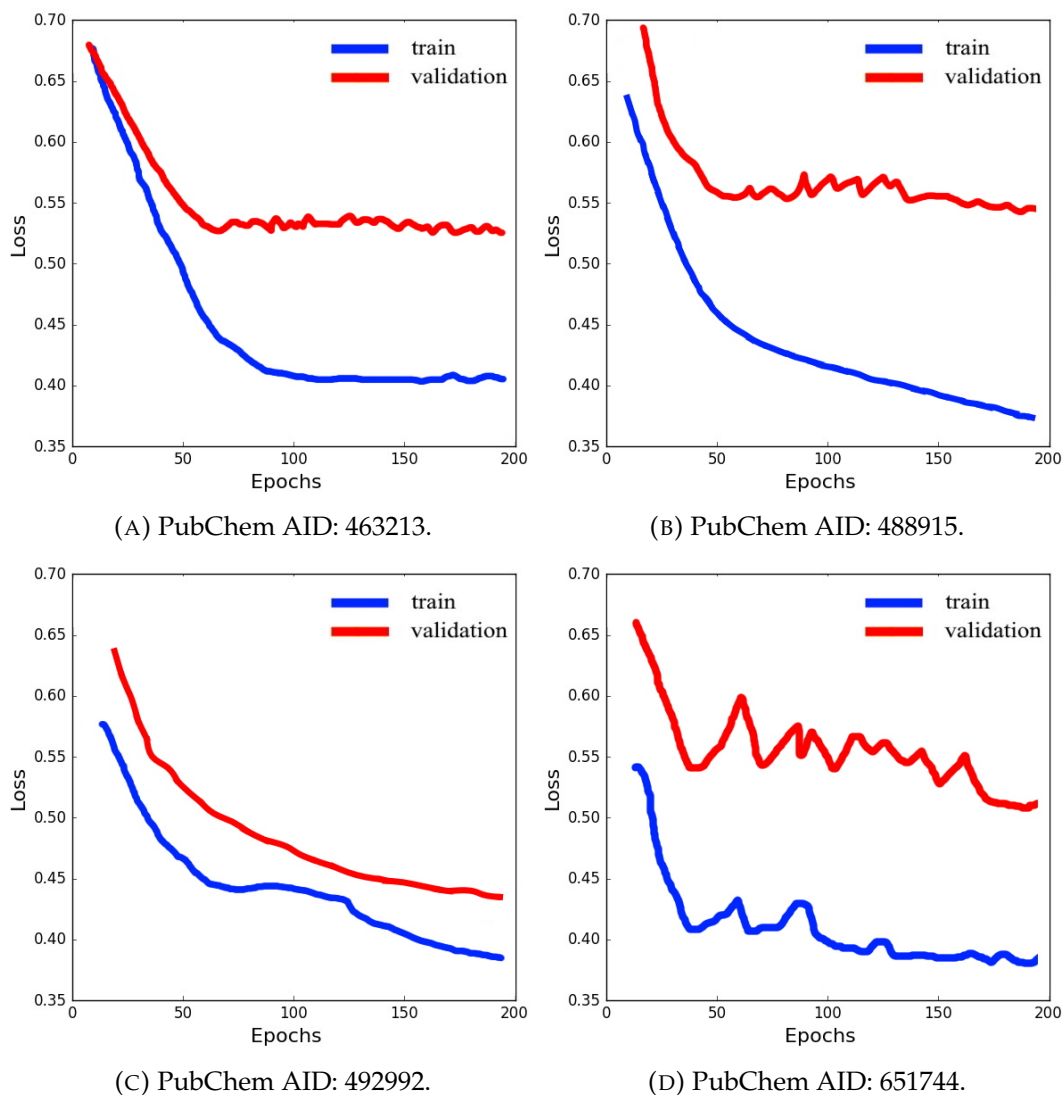 0.70
train
validation
0.65
0.60
0.55
Loss
0.50
0.45
0.40
0.35
0 50 100 150 200
Epochs
(A) PubChem AID: 463213.
0.70
train
validation
0.65
0.60
0.55
Loss
0.50
0.45
0.40
0.35
0 50 100 150 200
Epochs
(B) PubChem AID: 488915.
0.70
train
validation
0.65
0.60
0.55
Loss
0.50
0.45
0.40
0.35
0 50 100 150 200
Epochs
(C) PubChem AID: 492992.
0.70
train
validation
0.65
0.60
0.55
Loss
0.50
0.45
0.40
0.35
0 50 100 150 200
Epochs
(D) PubChem AID: 651744.